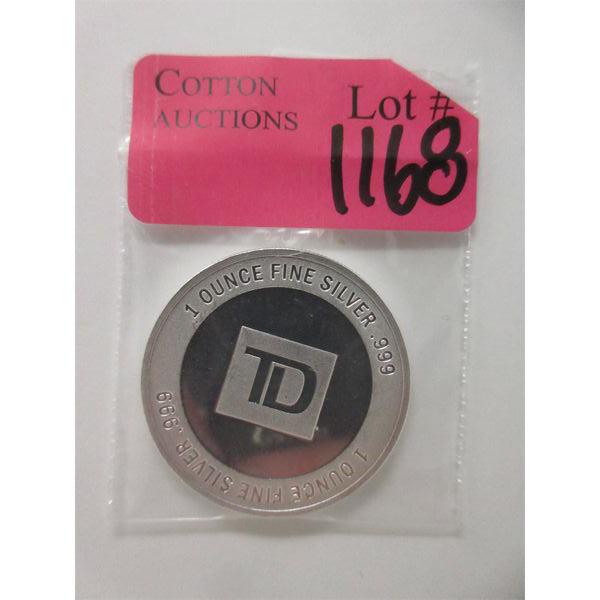 COTTON
AUCTIONS
Lot #
1168
1 OUNCE FINE SILVER .999
TD
1 OUNCE FINE SILVER .999